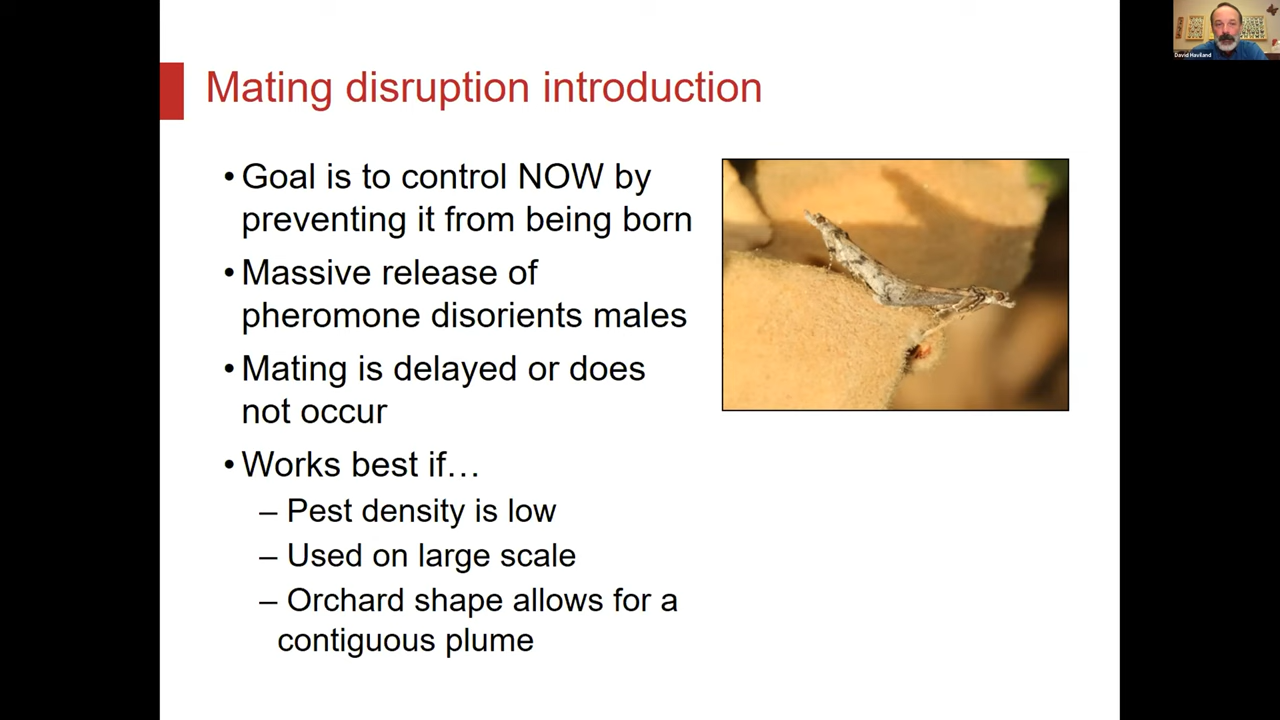 Mating disruption introduction
• Goal is to control NOW by
preventing it from being born
• Massive release of
pheromone disorients males
• Mating is delayed or does
not occur
• Works best if…
– Pest density is low
– Used on large scale
– Orchard shape allows for a
contiguous plume
David Haviland